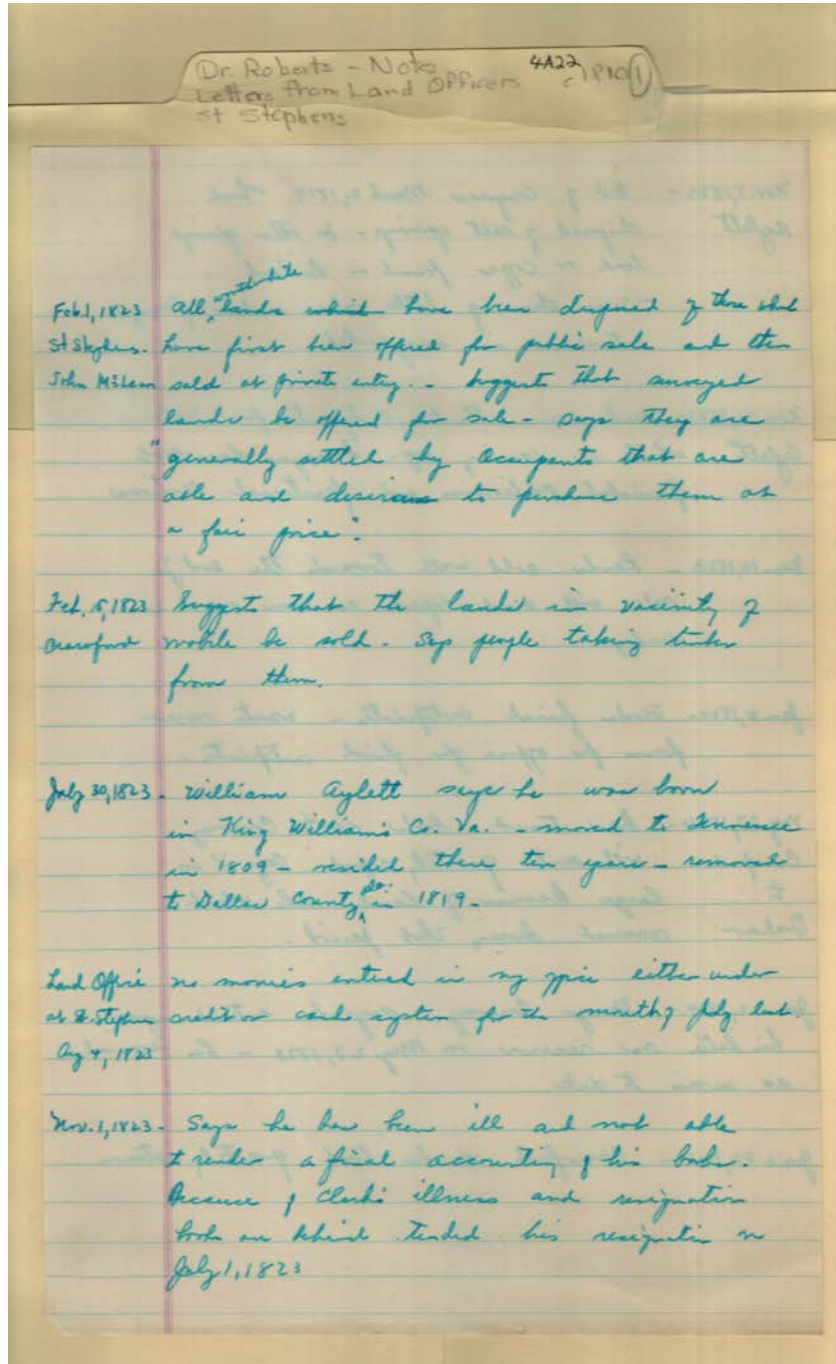 Dr. Roberts - Notes 4A22 c1810 1
Letters from Land Officers
St Stephens
worthwhile
Feb.1, 1823 All lands which have been disposed of those that
St Stephens. have first been offered for public sale and then
John McLean sold at private entry.. Suggests that surveyed
lands be offered for sale - says they are
"generally settled by Occupants that are
able and desirous to purchase them at
a fair price".
Feb. 15, 1823 Suggests that the lands in vacinity of
Crawford mobile be sold. Says people taking timber
from them.
July 30, 1823 - William Aylett says he was born
in King William's Co. Va. - moved to Tennessee
in 1809 - resided there ten years - removed
to Dallas County in 1819 -
Land Office no monies entered in my office either under
at St. Stephens credit or cash system for the month of July last.
Aug 4, 1823
Nov. 1, 1823 - Says he has been ill and not able
to render a final accounting of his books.
Because of Clerk's illness and resignation
books are behind tended his resignation on
July 1, 1823